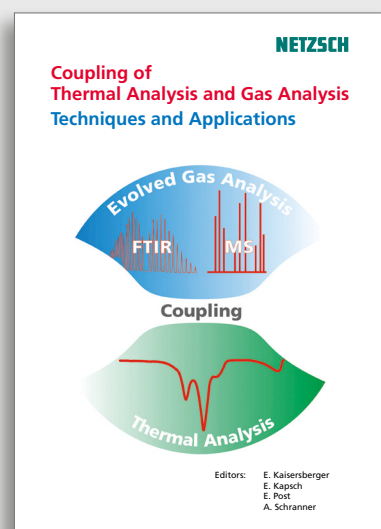 NETZSCH
Coupling of
Thermal Analysis and Gas Analysis
Techniques and Applications
Evolved Gas Analysis
FTIR MS
Coupling
Thermal Analysis
Editors: E. Kaisersberger
E. Kapsch
E. Post
A. Schranner